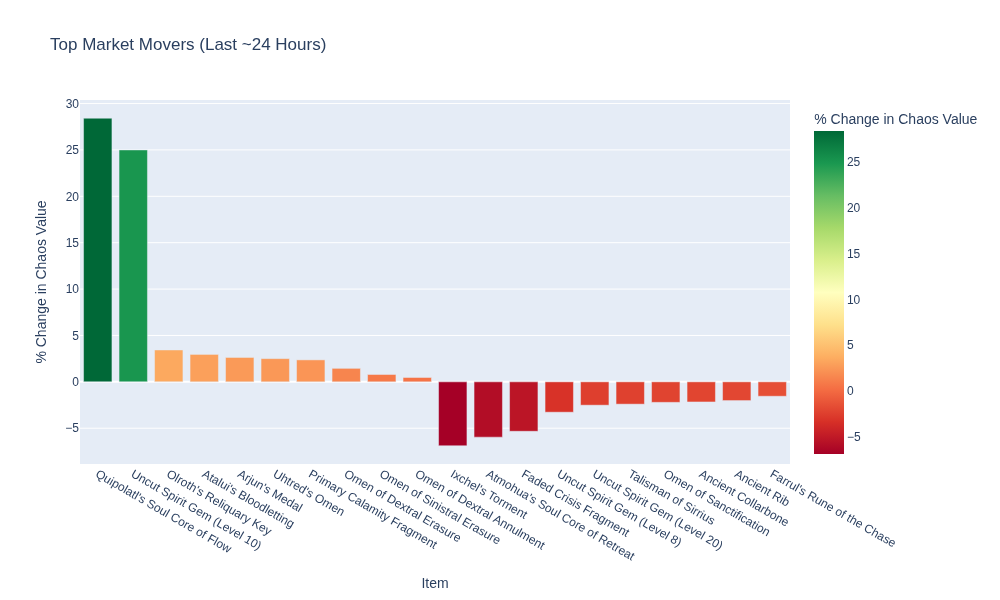 Top Market Movers (Last ~24 Hours)
% Change in Chaos Value
30
25
20
15
10
5
0
−5
% Change in Chaos Value
25
20
15
10
5
0
−5
Quipolatl's Soul Core of Flow
Uncut Spirit Gem (Level 10)
Olroth's Reliquary Key
Atalui's Bloodletting
Arjun's Medal
Uhtred's Omen
Primary Calamity Fragment
Omen of Dextral Erasure
Omen of Sinistral Erasure
Omen of Dextral Annulment
Ixchel's Torment
Atmohua's Soul Core of Retreat
Faded Crisis Fragment
Uncut Spirit Gem (Level 8)
Uncut Spirit Gem (Level 20)
Talisman of Sirrius
Omen of Sanctification
Ancient Collarbone
Ancient Rib
Farrul's Rune of the Chase
Item